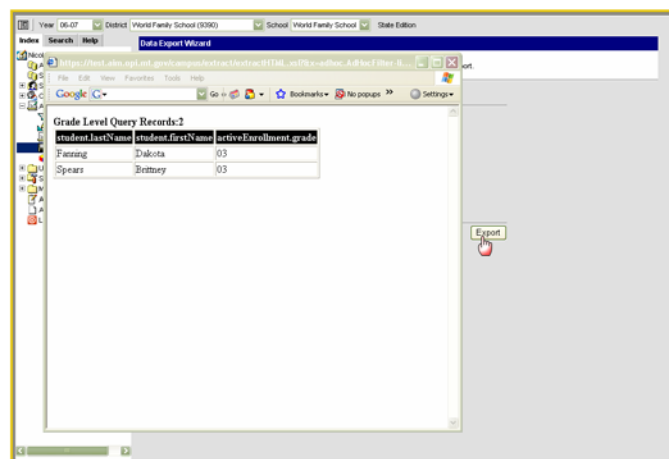 Year 06-07 District World Family School (9390) School World Family School State Edition
Index Search Help
Data Export Wizard
Nicol
ort.
File Edit View Favorites Tools Help
Google G Go Bookmarks No popups Settings
Grade Level Query Records:2
student.lastName student.firstName activeEnrollment.grade
Fanning Dakota 03
Spears Brittney 03
Export